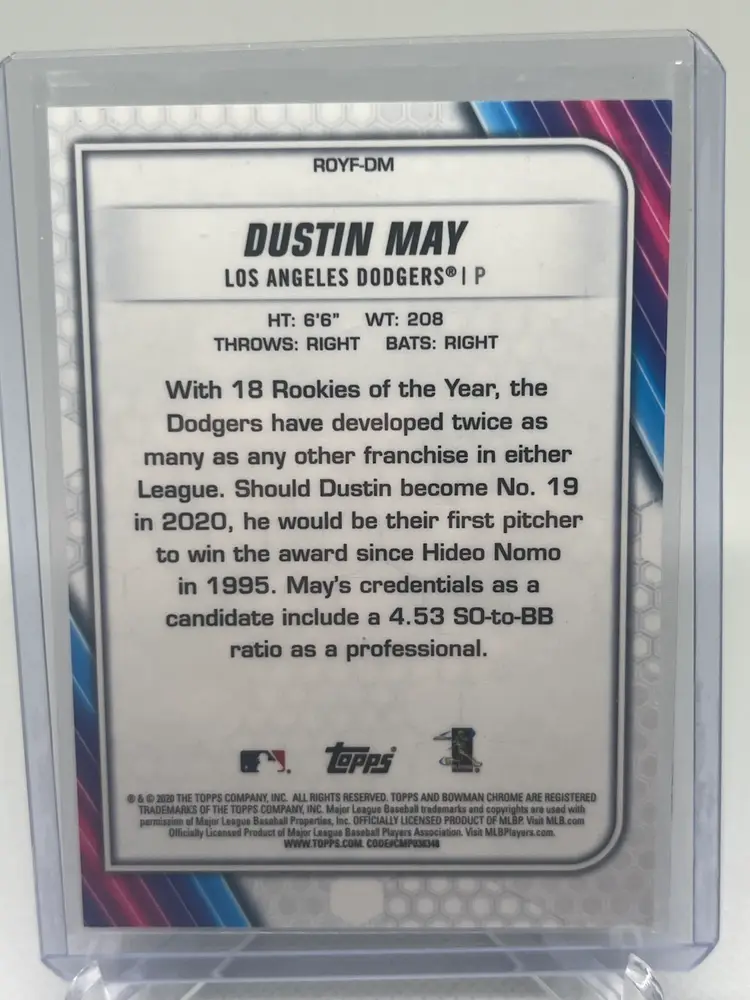 ROYF-DM
DUSTIN MAY
LOS ANGELES DODGERS® | P
HT: 6'6" WT: 208
THROWS: RIGHT BATS: RIGHT
With 18 Rookies of the Year, the
Dodgers have developed twice as
many as any other franchise in either
League. Should Dustin become No. 19
in 2020, he would be their first pitcher
to win the award since Hideo Nomo
in 1995. May's credentials as a
candidate include a 4.53 SO-to-BB
ratio as a professional.
topps
® & © 2020 THE TOPPS COMPANY, INC. ALL RIGHTS RESERVED. TOPPS AND BOWMAN CHROME ARE REGISTERED
TRADEMARKS OF THE TOPPS COMPANY, INC. Major League Baseball trademarks and copyrights are used with
permission of Major League Baseball Properties, Inc. OFFICIALLY LICENSED PRODUCT OF MLBP. Visit MLB.com
Officially Licensed Product of Major League Baseball Players Association. Visit MLBPlayers.com.
WWW.TOPPS.COM.